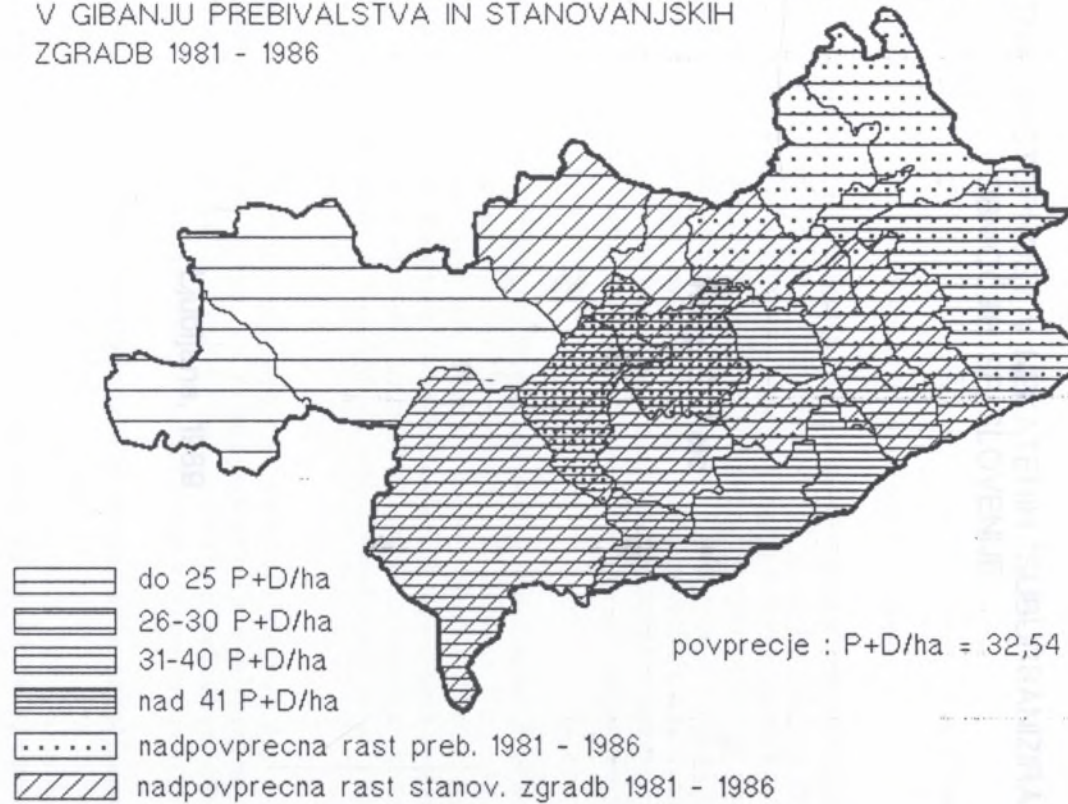 V GIBANJU PREBIVALSTVA IN STANOVANJSKIH
ZGRADB 1981 - 1986
do 25 P+D/ha
26-30 P+D/ha
31-40 P+D/ha
nad 41 P+D/ha
povprecje : P+D/ha = 32,54
nadpovprecna rast preb. 1981 - 1986
nadpovprecna rast stanov. zgradb 1981 - 1986